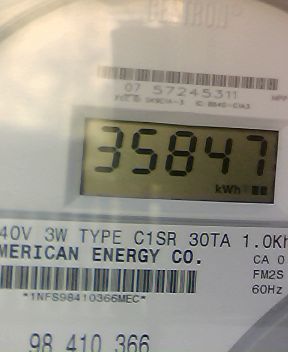 CENTRON
07 57245311
35847
kWh
40V 3W TYPE C1SR 30TA 1.0Kh
MERICAN ENERGY CO.
CA 0
FM2S
60Hz
*1NFS98410366MEC*
98 410 366